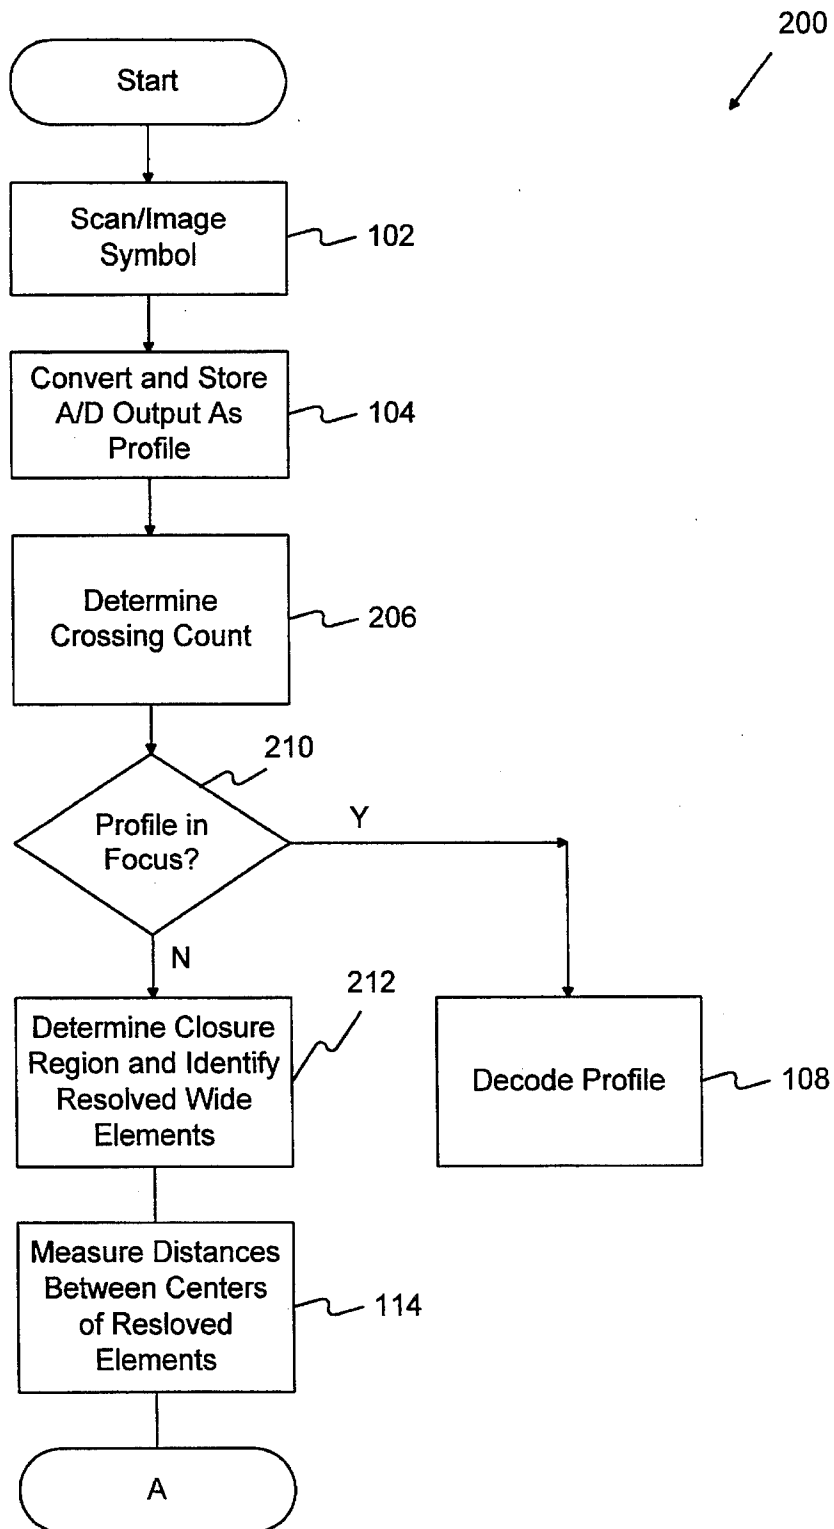 200
Start
Scan/Image
Symbol
102
Convert and Store
A/D Output As
Profile
104
Determine
Crossing Count
206
210
Profile in
Focus?
Y
N
212
Determine Closure
Region and Identify
Resolved Wide
Elements
Decode Profile
108
Measure Distances
Between Centers
of Resloved
Elements
114
A